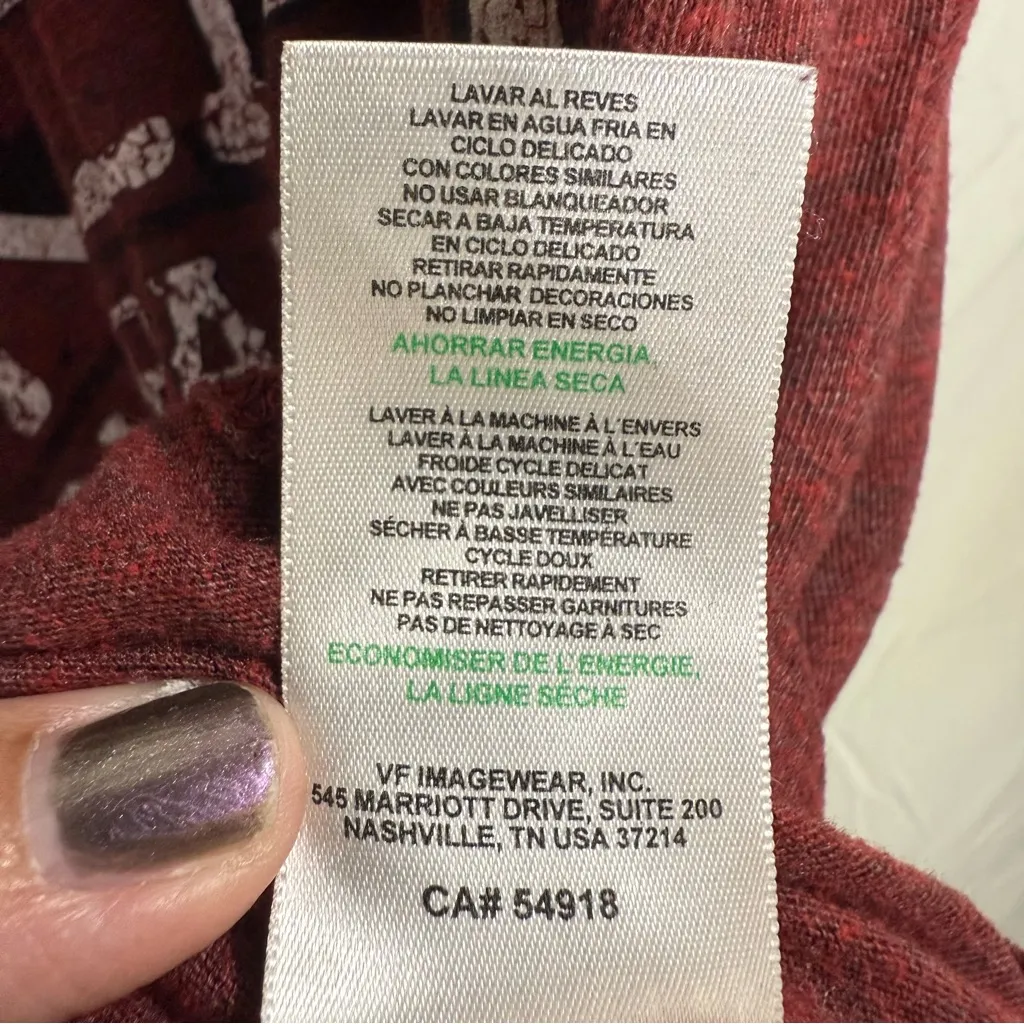 LAVAR AL REVES
LAVAR EN AGUA FRIA EN
CICLO DELICADO
CON COLORES SIMILARES
NO USAR BLANQUEADOR
SECAR A BAJA TEMPERATURA
EN CICLO DELICADO
RETIRAR RAPIDAMENTE
NO PLANCHAR DECORACIONES
NO LIMPIAR EN SECO
AHORRAR ENERGIA,
LA LINEA SECA
LAVER À LA MACHINE À L´ENVERS
LAVER À LA MACHINE À L´EAU
FROIDE CYCLE DELICAT
AVEC COULEURS SIMILAIRES
NE PAS JAVELLISER
SÉCHER À BASSE TEMPÉRATURE
CYCLE DOUX
RETIRER RAPIDEMENT
NE PAS REPASSER GARNITURES
PAS DE NETTOYAGE À SEC
ECONOMISER DE L´ENERGIE,
LA LIGNE SÉCHE
VF IMAGEWEAR, INC.
545 MARRIOTT DRIVE, SUITE 200
NASHVILLE, TN USA 37214
CA# 54918